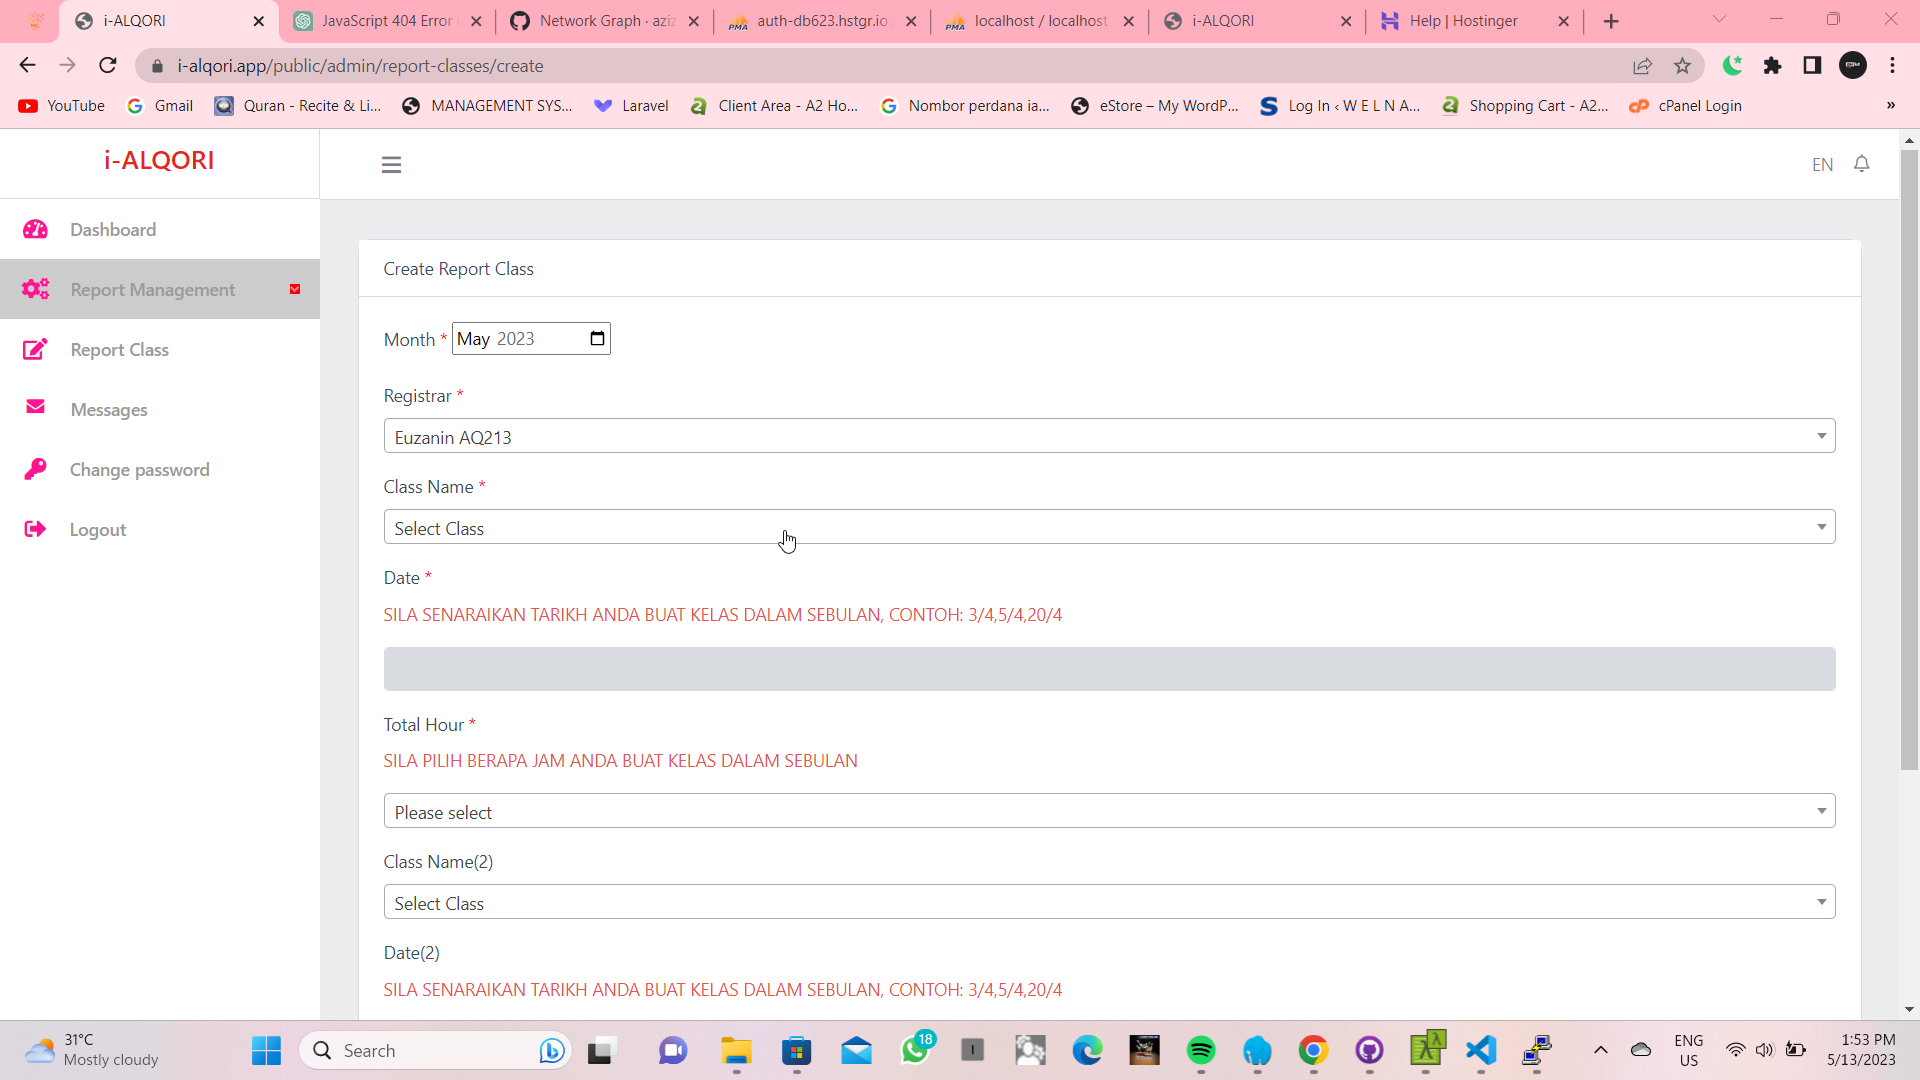 i-ALQORI
JavaScript 404 Error
Network Graph · aziz
auth-db623.hstgr.io
localhost / localhost
i-ALQORI
Help | Hostinger
i-alqori.app/public/admin/report-classes/create
YouTube
Gmail
Quran - Recite & Li...
MANAGEMENT SYS...
Laravel
Client Area - A2 Ho...
Nombor perdana ia...
eStore – My WordP...
Log In ‹ W E L N A...
Shopping Cart - A2...
cPanel Login
»
i-ALQORI
EN
Dashboard
Report Management
Report Class
Messages
Change password
Logout
Create Report Class
Month * May 2023
Registrar *
Euzanin AQ213
Class Name *
Select Class
Date *
SILA SENARAIKAN TARIKH ANDA BUAT KELAS DALAM SEBULAN, CONTOH: 3/4,5/4,20/4
Total Hour *
SILA PILIH BERAPA JAM ANDA BUAT KELAS DALAM SEBULAN
Please select
Class Name(2)
Select Class
Date(2)
SILA SENARAIKAN TARIKH ANDA BUAT KELAS DALAM SEBULAN, CONTOH: 3/4,5/4,20/4
31°C
Mostly cloudy
Search
18
ENG
US
1:53 PM
5/13/2023